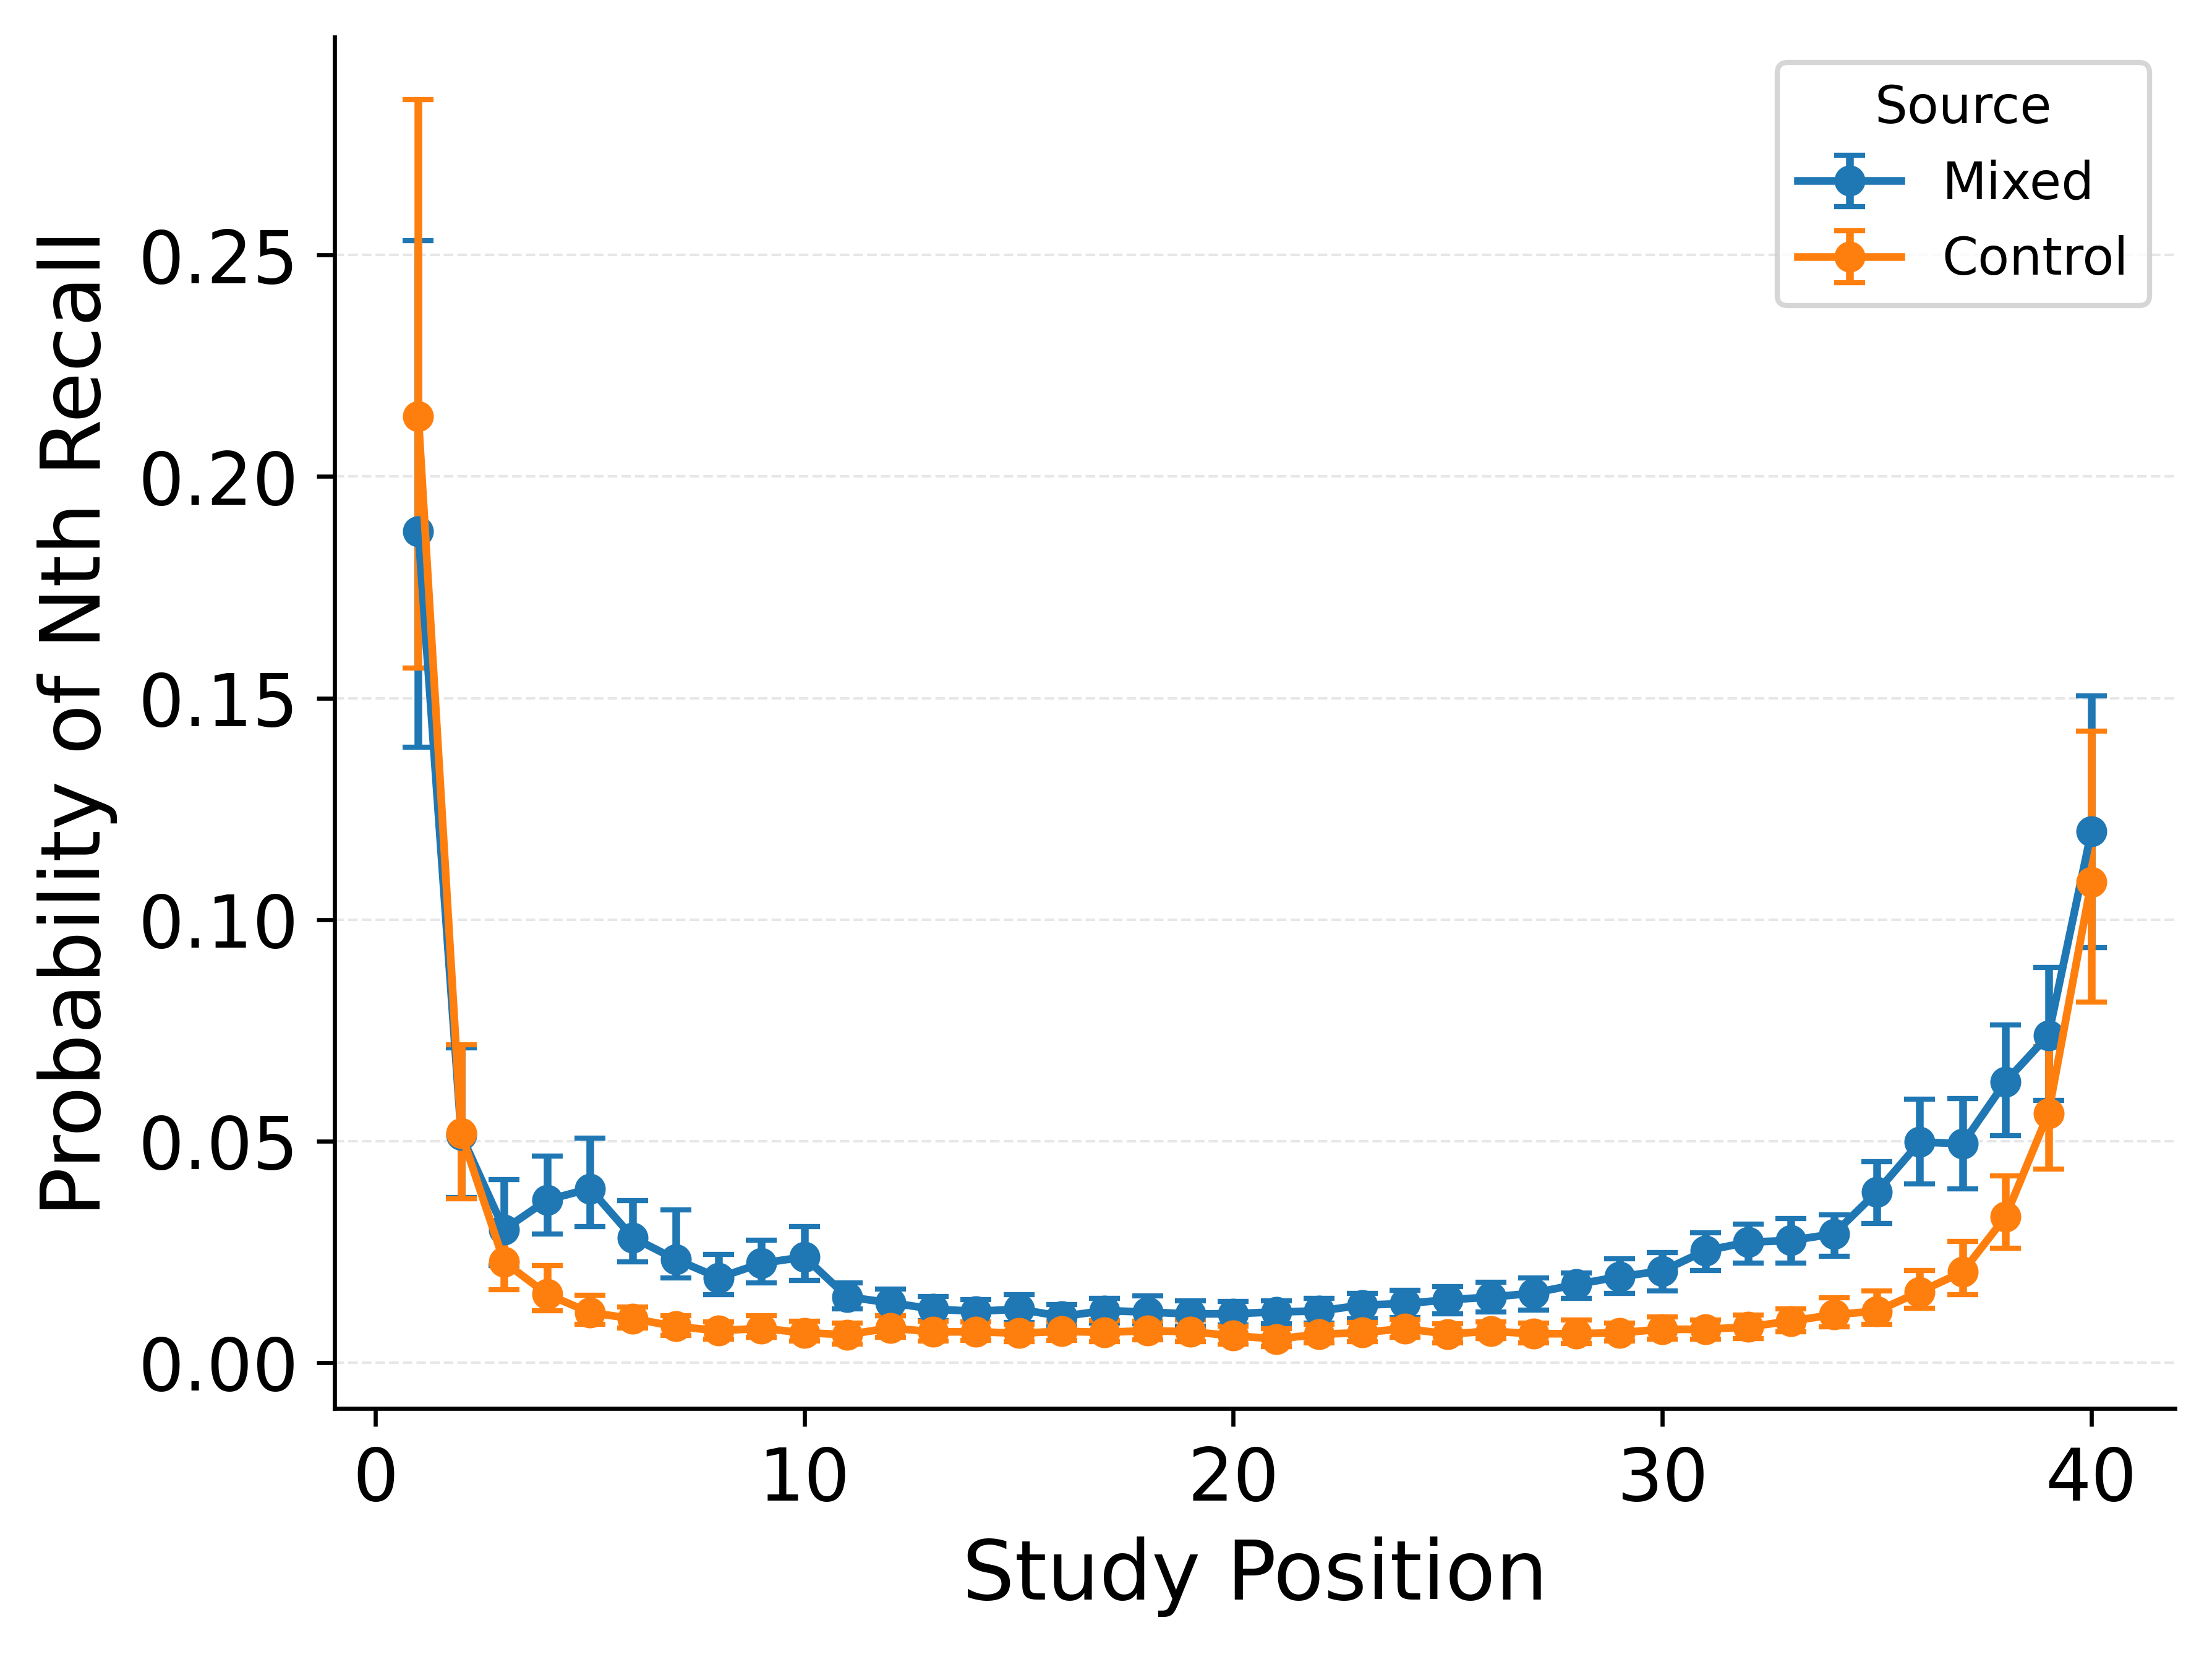 Source
Mixed
Control
Probability of Nth Recall
0.25
0.20
0.15
0.10
0.05
0.00
0 10 20 30 40
Study Position